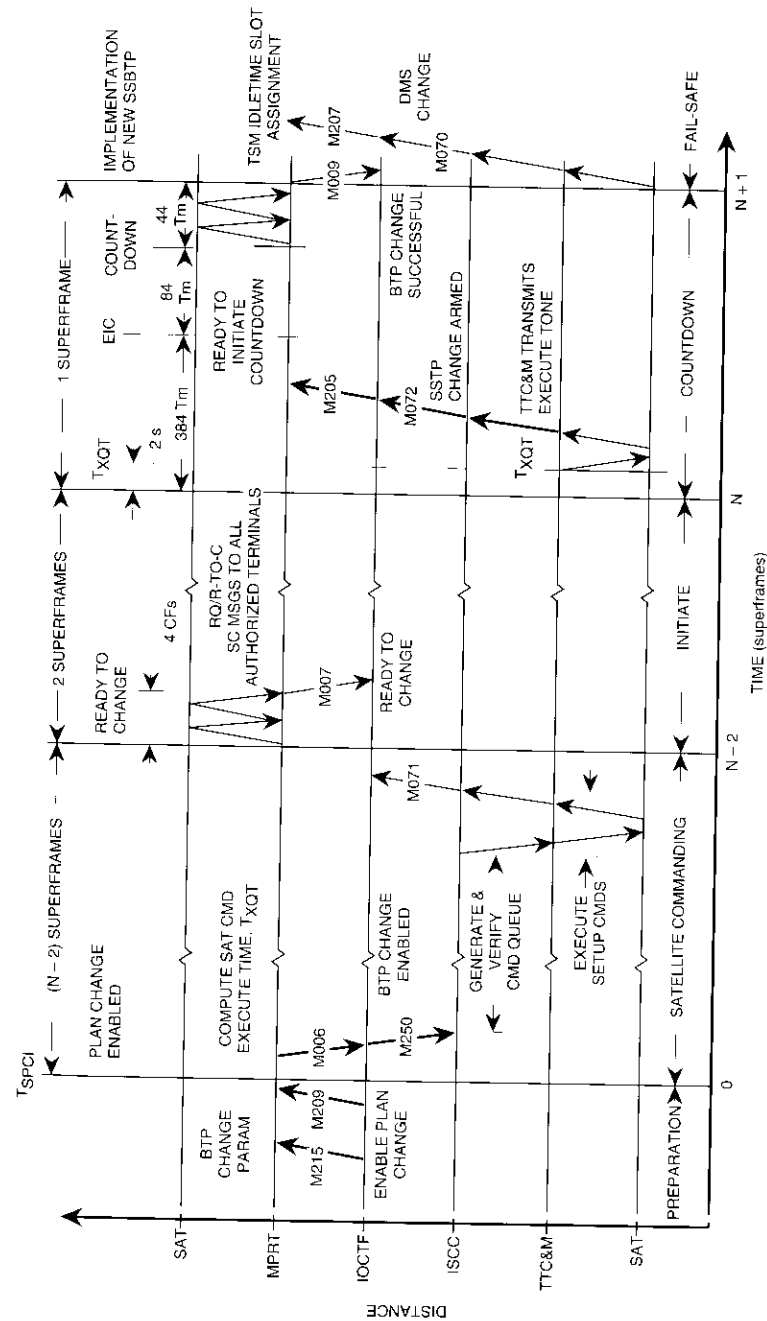 TSPCI
(N – 2) SUPERFRAMES
2 SUPERFRAMES
1 SUPERFRAME
PLAN CHANGE
ENABLED
READY TO
CHANGE
4 CFs
TXQT
2 s
384 Tm
EIC
84
Tm
COUNT-
DOWN
44
Tm
IMPLEMENTATION
OF NEW SSBTP
SAT
BTP
CHANGE
PARAM
COMPUTE SAT CMD
EXECUTE TIME, TXQT
RQ/R-TO-C
SC MSGS TO ALL
AUTHORIZED TERMINALS
READY TO
INITIATE
COUNTDOWN
TSM IDLETIME SLOT
ASSIGNMENT
MPRT
M215
M209
M006
M007
M205
M009
M207
IOCTF
ENABLE PLAN
CHANGE
M250
BTP CHANGE
ENABLED
M071
READY TO
CHANGE
M072
SSTP
CHANGE ARMED
BTP CHANGE
SUCCESSFUL
M070
DMS
CHANGE
ISCC
GENERATE &
VERIFY
CMD QUEUE
TXQT
TTC&M TRANSMITS
EXECUTE TONE
TTC&M
EXECUTE
SETUP CMDS
SAT
PREPARATION
SATELLITE COMMANDING
INITIATE
COUNTDOWN
FAIL-SAFE
0
N – 2
N
N + 1
TIME (superframes)
DISTANCE